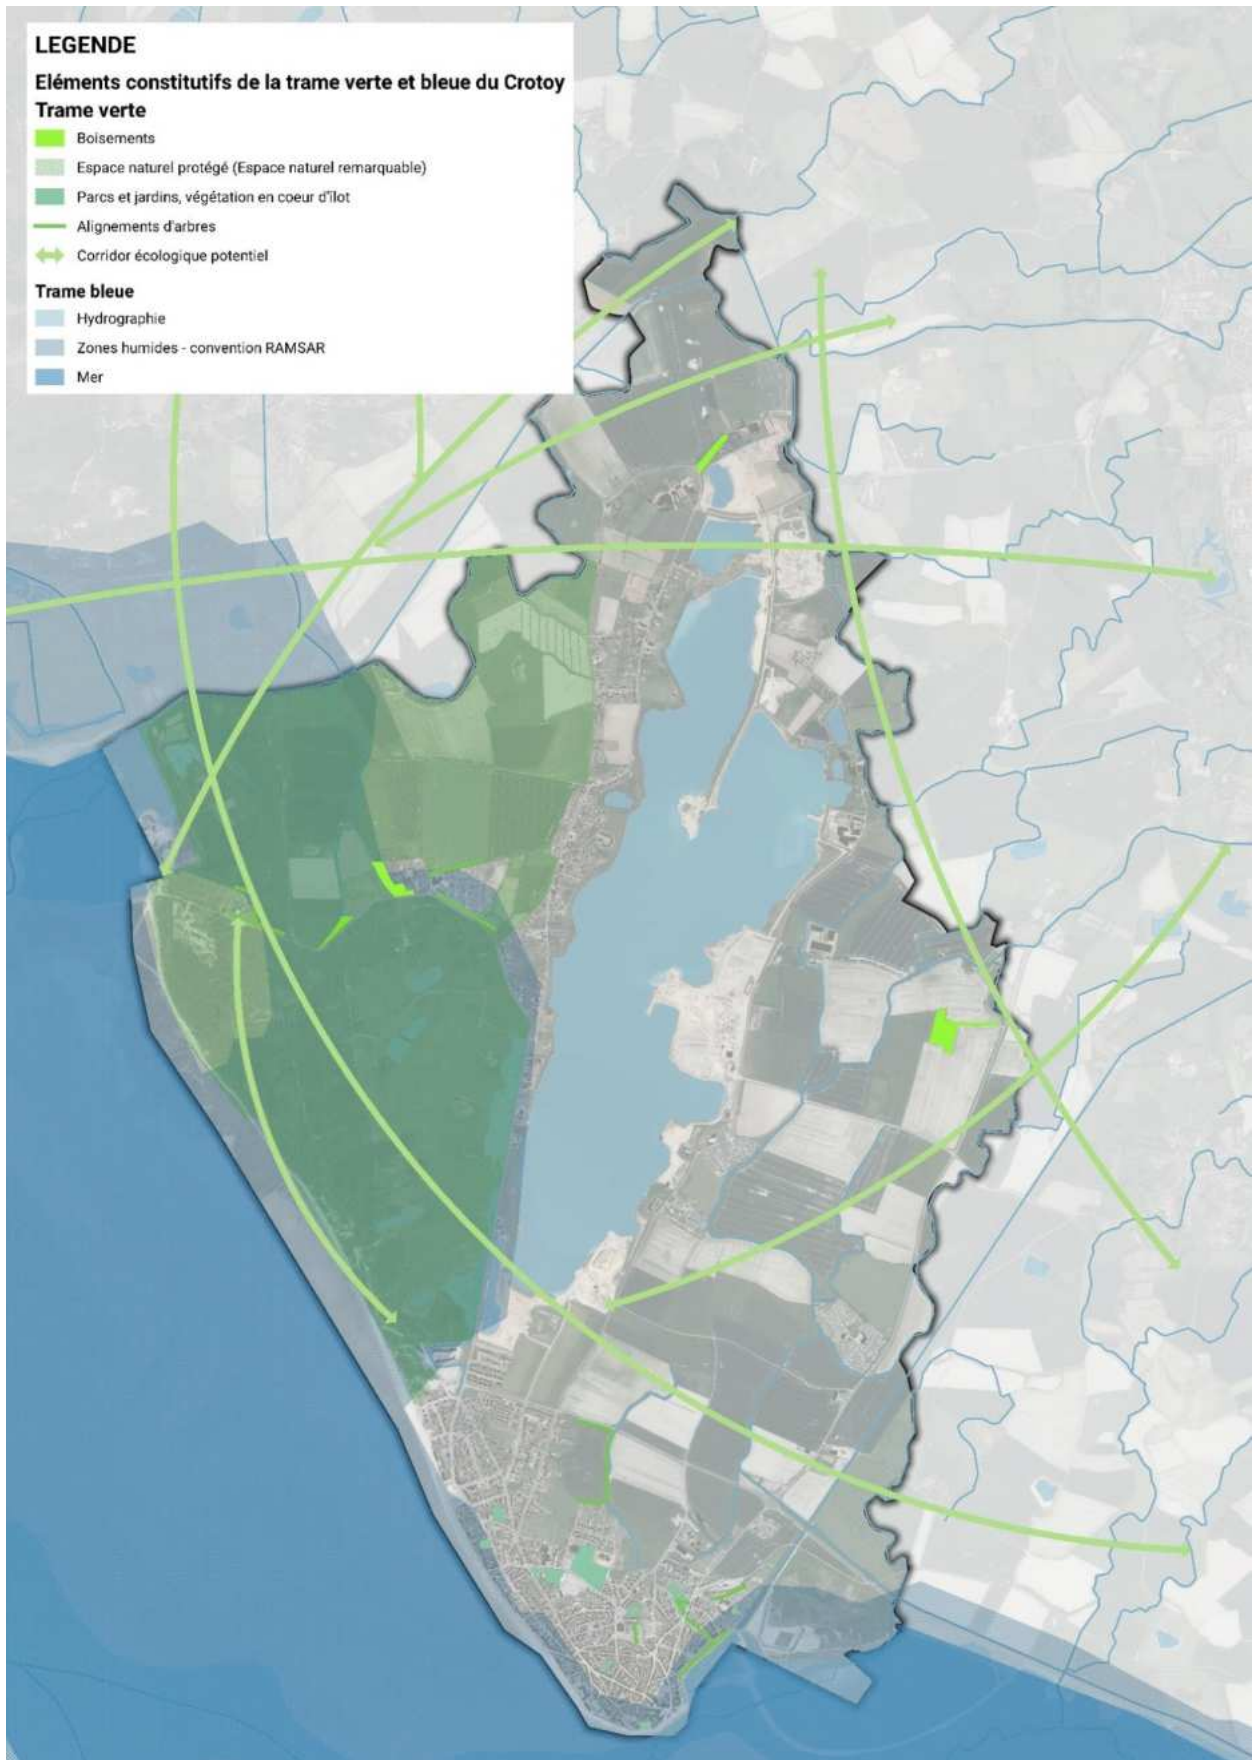 LEGENDE
Eléments constitutifs de la trame verte et bleue du Crotoy
Trame verte
Boisements
Espace naturel protégé (Espace naturel remarquable)
Parcs et jardins, végétation en coeur d'îlot
Alignements d'arbres
Corridor écologique potentiel
Trame bleue
Hydrographie
Zones humides - convention RAMSAR
Mer